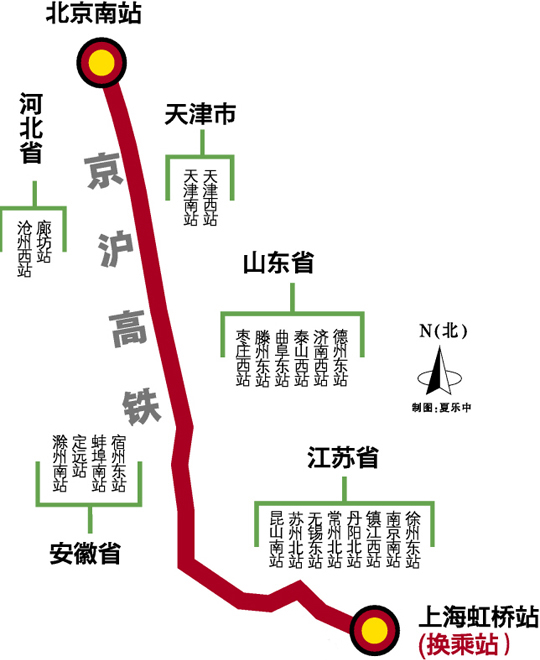 北京南站
河北省
沧州西站
廊坊站
天津市
天津南站
天津西站
京沪高铁
山东省
枣庄西站
滕州东站
曲阜东站
泰山西站
济南西站
德州东站
N(北)
制图:夏乐中
滁州南站
定远站
蚌埠南站
宿州东站
安徽省
江苏省
昆山南站
苏州北站
无锡东站
常州北站
丹阳北站
镇江西站
南京南站
徐州东站
上海虹桥站
(换乘站)